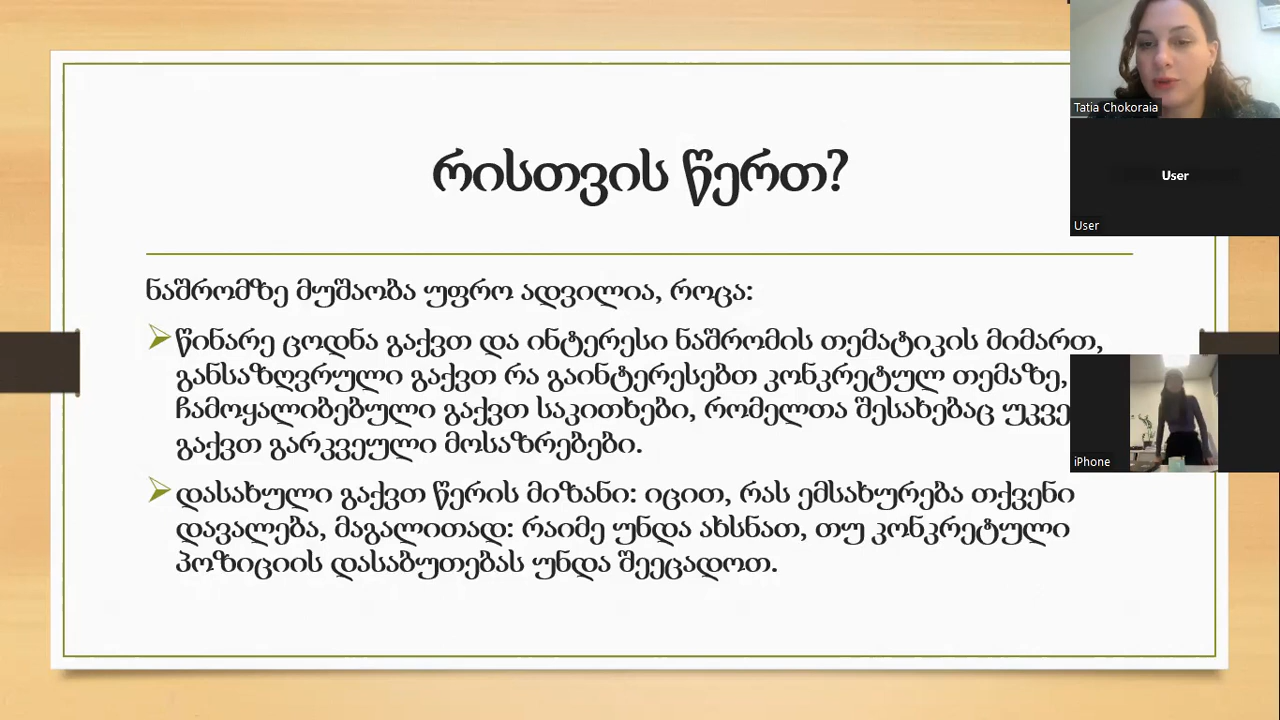 რისთვის წერთ?
ნაშრომზე მუშაობა უფრო ადვილია, როცა:
წინარე ცოდნა გაქვთ და ინტერესი ნაშრომის თემატიკის მიმართ,
განსაზღვრული გაქვთ რა გაინტერესებთ კონკრეტულ თემაზე,
ჩამოყალიბებული გაქვთ საკითხები, რომელთა შესახებაც უკვე
გაქვთ გარკვეული მოსაზრებები.
დასახული გაქვთ წერის მიზანი: იცით, რას ემსახურება თქვენი
დავალება, მაგალითად: რაიმე უნდა ახსნათ, თუ კონკრეტული
პოზიციის დასაბუთებას უნდა შეეცადოთ.
Tatia Chokoraia
User
User
iPhone